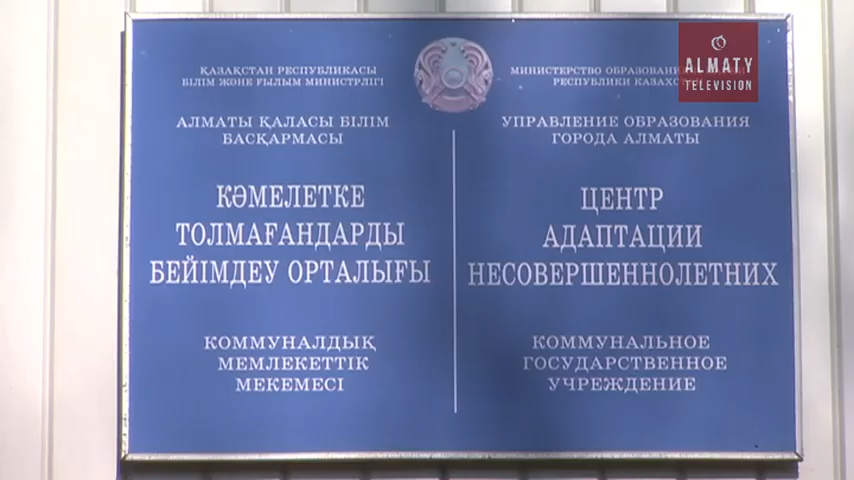 ҚАЗАҚСТАН РЕСПУБЛИКАСЫ
БІЛІМ ЖӘНЕ ҒЫЛЫМ МИНИСТРЛІГІ
АЛМАТЫ ҚАЛАСЫ БІЛІМ
БАСҚАРМАСЫ
КӘМЕЛЕТКЕ
ТОЛМАҒАНДАРДЫ
БЕЙІМДЕУ ОРТАЛЫҒЫ
КОММУНАЛДЫҚ
МЕМЛЕКЕТТІК
МЕКЕМЕСІ
МИНИСТЕРСТВО ОБРАЗОВАНИЯ
РЕСПУБЛИКИ
УПРАВЛЕНИЕ ОБРАЗОВАНИЯ
ГОРОДА АЛМАТЫ
ЦЕНТР
АДАПТАЦИИ
НЕСОВЕРШЕННОЛЕТНИХ
КОММУНАЛЬНОЕ
ГОСУДАРСТВЕННОЕ
УЧРЕЖДЕНИЕ
ALMATY
TELEVISION